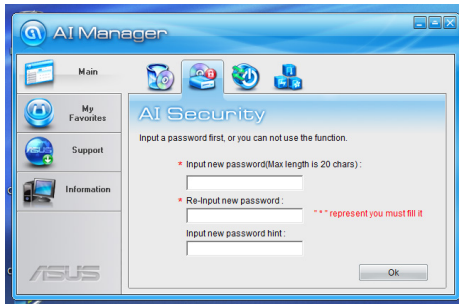 AI Manager
Main
My
Favorites
Support
Information
AI Security
Input a password first, or you can not use the function.
* Input new password(Max length is 20 chars) :
* Re-Input new password :
"*" represent you must fill it
Input new password hint :
Ok
ASUS